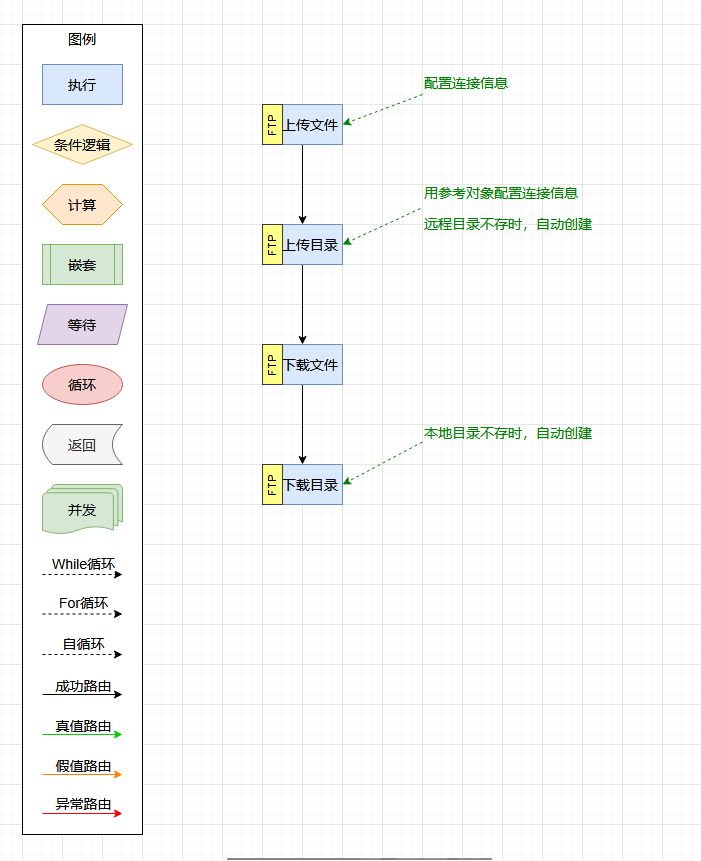 图例
执行
条件逻辑
计算
嵌套
等待
循环
返回
并发
While循环
For循环
自循环
成功路由
真值路由
假值路由
异常路由
配置连接信息
FTP
上传文件
用参考对象配置连接信息
远程目录不存时，自动创建
FTP
上传目录
FTP
下载文件
本地目录不存时，自动创建
FTP
下载目录